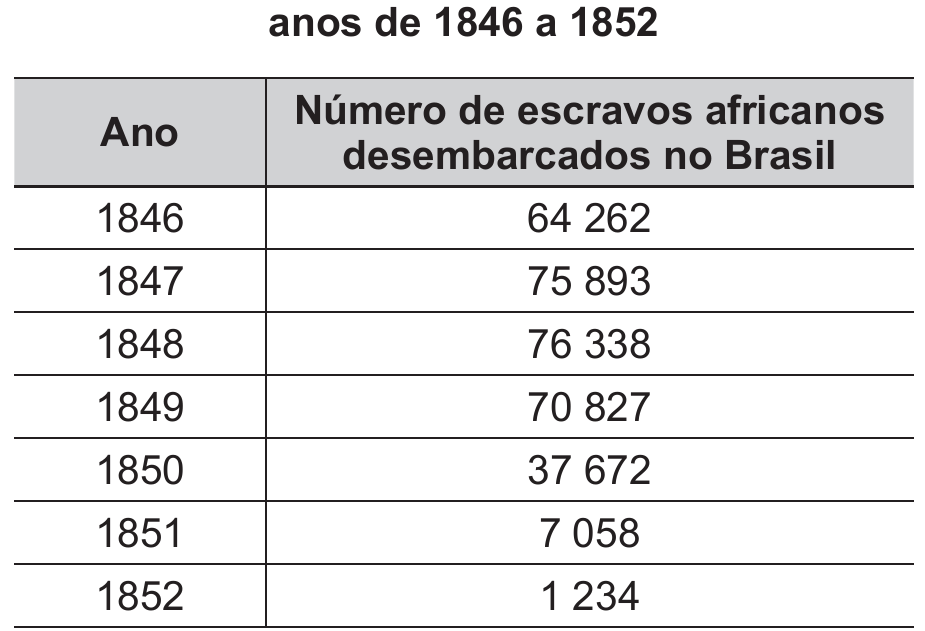 anos de 1846 a 1852
Ano
Número de escravos africanos
desembarcados no Brasil
1846 64 262
1847 75 893
1848 76 338
1849 70 827
1850 37 672
1851 7 058
1852 1 234